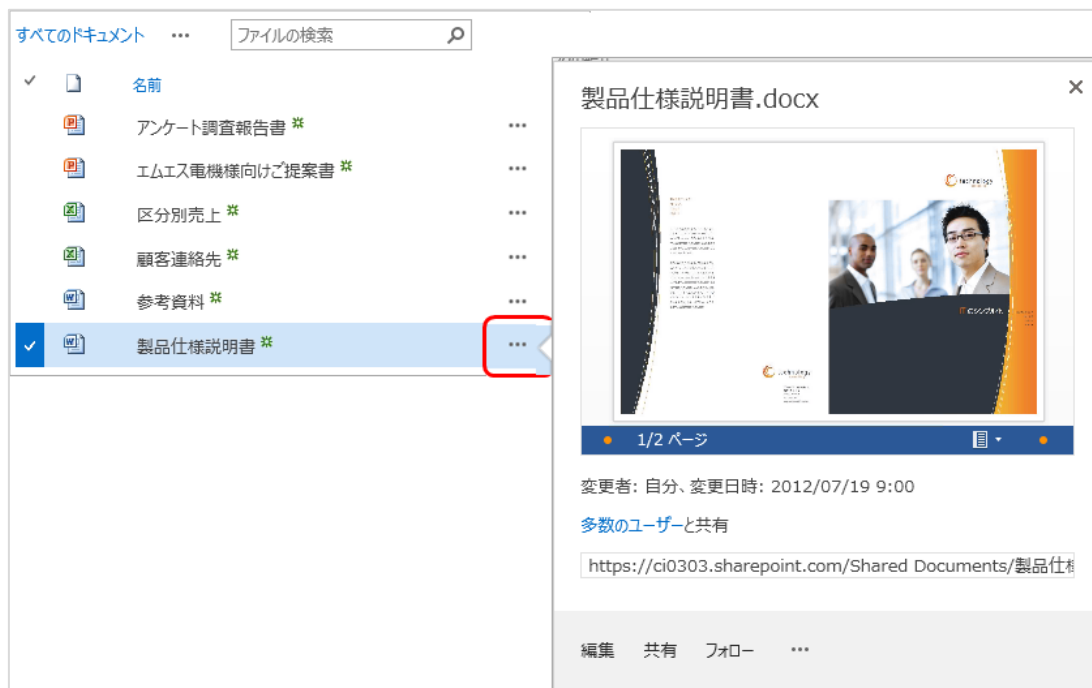 すべてのドキュメント ••• ファイルの検索
名前
アンケート調査報告書 •••
エムエス電機様向けご提案書 •••
区分別売上 •••
顧客連絡先 •••
参考資料 •••
製品仕様説明書 •••
製品仕様説明書.docx
technology
technology
1/2 ページ
変更者: 自分、変更日時: 2012/07/19 9:00
多数のユーザーと共有
https://ci0303.sharepoint.com/Shared Documents/製品仕
編集 共有 フォロー •••